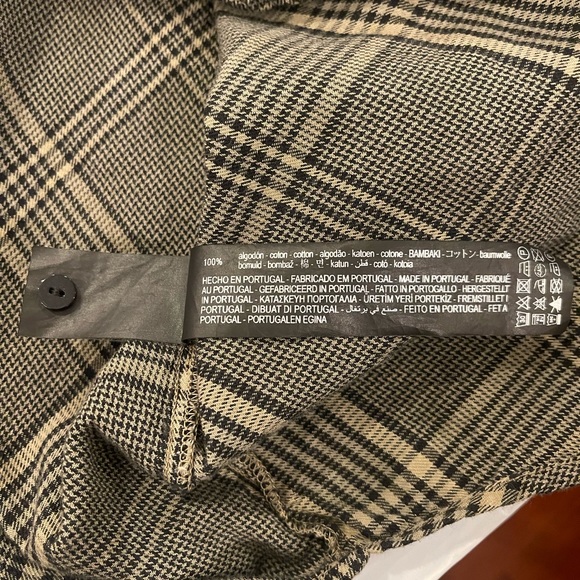 100% algodón - coton - cotton - algodão - katoen - cotone - BAMBAKI - コットン - baumwolle
bomuld - bombaž - 棉 - 면 - katun - قطن - cotó - kotoia
HECHO EN PORTUGAL - FABRICADO EM PORTUGAL - MADE IN PORTUGAL - FABRIQUÉ
AU PORTUGAL - GEFABRICEERD IN PORTUGAL - FATTO IN PORTOGALLO - HERGESTELLT
IN PORTUGAL - ΚΑΤΑΣΚΕΥΗ ΠΟΡΤΟΓΑΛΙΑ - ÜRETİM YERİ PORTEKİZ - FREMSTILLET I
PORTUGAL - DIBUAT DI PORTUGAL - صنع في برتغال - FEITO EN PORTUGAL - FET A
PORTUGAL - PORTUGALEN EGINA